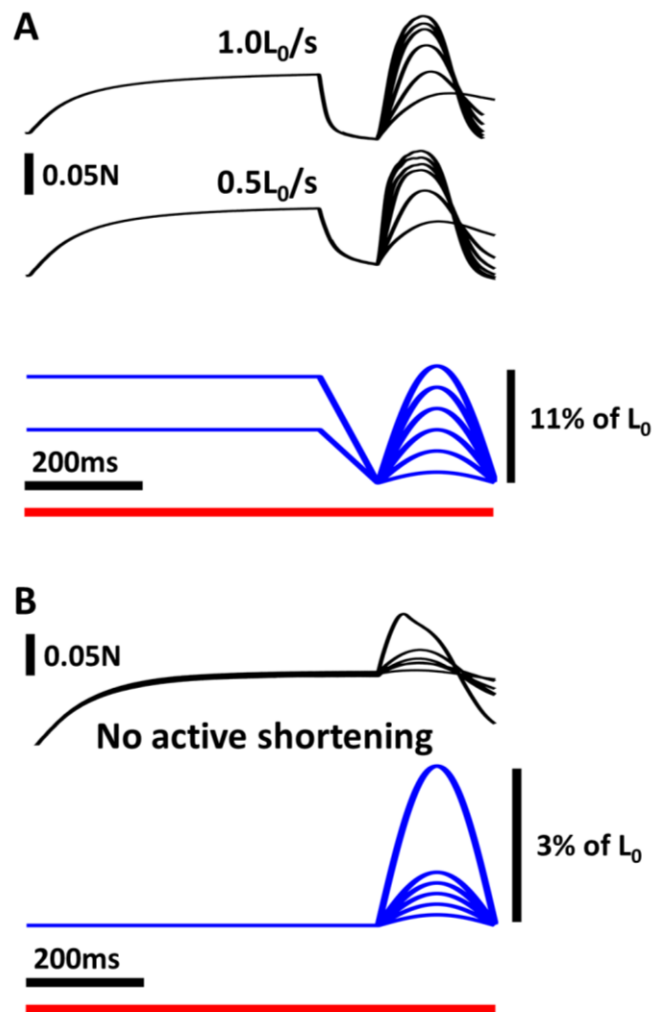 A
1.0L₀/s
0.05N
0.5L₀/s
11% of L₀
200ms
B
0.05N
No active shortening
3% of L₀
200ms